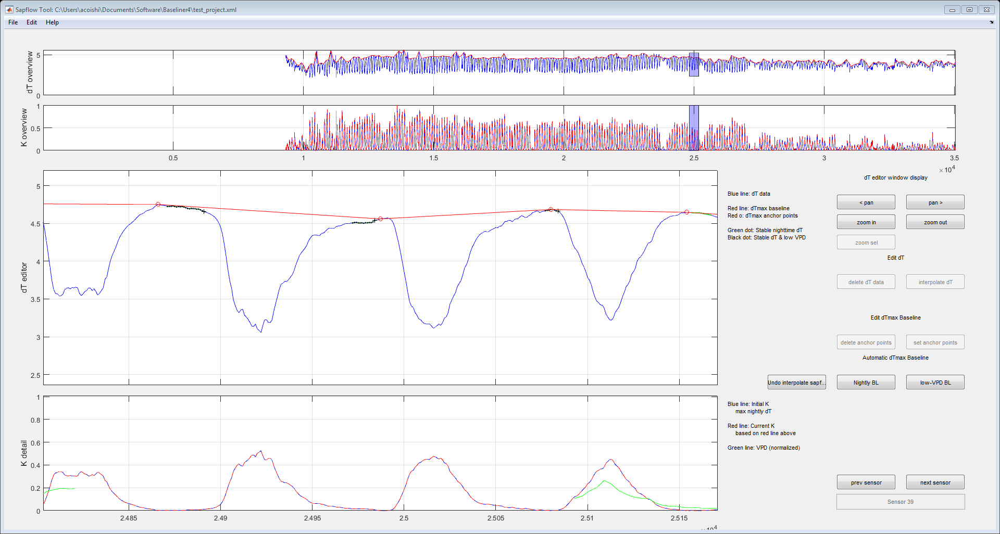 Sapflow Tool: C:\Users\acoishi\Documents\Software\Baseliner4\test_project.xml
File Edit Help
dT overview
5
0
K overview
1
0.5
0
0.5 1 1.5 2 2.5 3 3.5
×10^4
dT editor
5
4.5
4
3.5
3
2.5
dT editor window display
Blue line: dT data
Red line: dTmax baseline
Red o: dTmax anchor points
Green dot: Stable nighttime dT
Black dot: Stable dT & low VPD
< pan pan >
zoom in zoom out
zoom sel
Edit dT
delete dT data interpolate dT
Edit dTmax Baseline
delete anchor points set anchor points
Automatic dTmax Baseline
Undo interpolate sapf... Nightly BL low-VPD BL
K detail
1
0.8
0.6
0.4
0.2
0
2.485 2.49 2.495 2.5 2.505 2.51 2.515
×10^4
Blue line: Initial K
max nightly dT
Red line: Current K
based on red line above
Green line: VPD (normalized)
prev sensor next sensor
Sensor 39